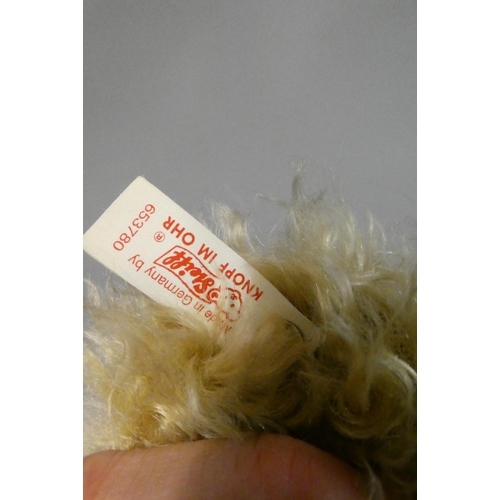 Made in Germany by
Steiff
KNOPF IM OHR ®
653780